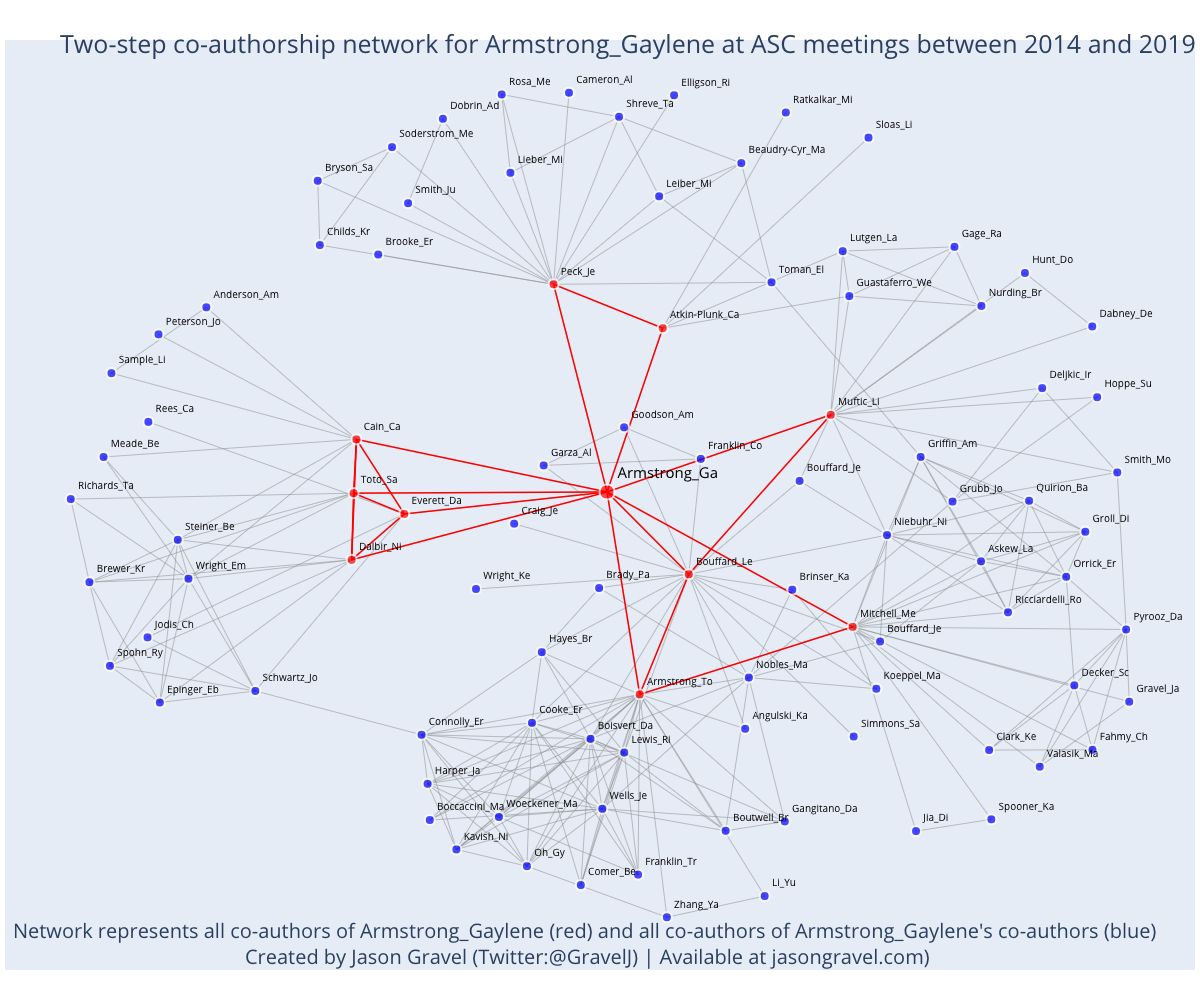 Two-step co-authorship network for Armstrong_Gaylene at ASC meetings between 2014 and 2019
Rosa_Me
Cameron_Al
Elligson_Ri
Dobrin_Ad
Shreve_Ta
Ratkalkar_Mi
Soderstrom_Me
Sloas_Li
Bryson_Sa
Lieber_Mi
Beaudry-Cyr_Ma
Smith_Ju
Leiber_Mi
Childs_Kr
Brooke_Er
Lutgen_La
Gage_Ra
Peck_Je
Toman_El
Guastaferro_We
Hunt_Do
Nurding_Br
Anderson_Am
Atkin-Plunk_Ca
Dabney_De
Peterson_Jo
Sample_Li
Deljkic_Ir
Hoppe_Su
Rees_Ca
Cain_Ca
Goodson_Am
Muftic_Li
Meade_Be
Garza_Al
Franklin_Co
Griffin_Am
Armstrong_Ga
Bouffard_Je
Smith_Mo
Richards_Ta
Toto_Sa
Everett_Da
Grubb_Jo
Quirion_Ba
Steiner_Be
Craig_Je
Niebuhr_Ni
Groll_Di
Dalbir_Ni
Bouffard_Le
Askew_La
Brewer_Kr
Wright_Em
Wright_Ke
Brady_Pa
Brinser_Ka
Orrick_Er
Ricciardelli_Ro
Jodis_Ch
Mitchell_Me
Bouffard_Je
Pyrooz_Da
Spohn_Ry
Hayes_Br
Nobles_Ma
Koeppel_Ma
Decker_Sc
Epinger_Eb
Schwartz_Jo
Armstrong_To
Gravel_Ja
Connolly_Er
Cooke_Er
Boisvert_Da
Angulski_Ka
Simmons_Sa
Lewis_Ri
Clark_Ke
Fahmy_Ch
Valasik_Ma
Harper_Ja
Boccaccini_Ma
Woeckener_Ma
Wells_Je
Gangitano_Da
Boutwell_Br
Jia_Di
Spooner_Ka
Kavish_Ni
Oh_Gy
Comer_Be
Franklin_Tr
Li_Yu
Zhang_Ya
Network represents all co-authors of Armstrong_Gaylene (red) and all co-authors of Armstrong_Gaylene's co-authors (blue)
Created by Jason Gravel (Twitter:@GravelJ) | Available at jasongravel.com)